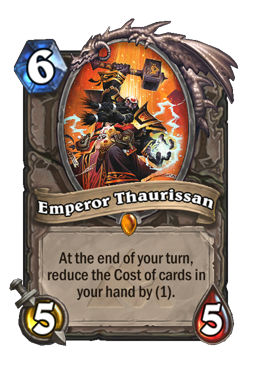 6
Emperor Thaurissan
At the end of your turn,
reduce the Cost of cards in
your hand by (1).
5 5